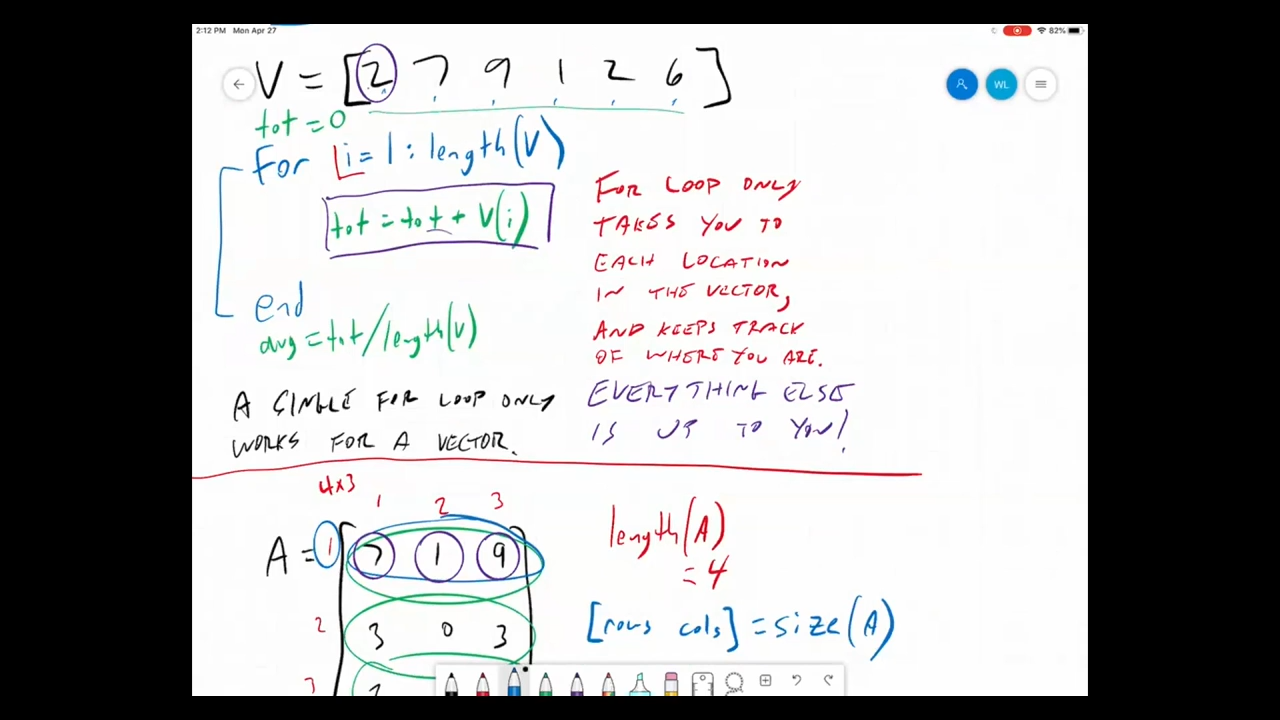 2:12 PM Mon Apr 27
82%
WL
V = [2 7 9 1 2 6]
tot = 0
For i = 1 : length(V)
tot = tot + V(i)
end
avg = tot/length(V)
A SINGLE FOR LOOP ONLY
WORKS FOR A VECTOR.
FOR LOOP ONLY
TAKES YOU TO
EACH LOCATION
IN THE VECTOR,
AND KEEPS TRACK
OF WHERE YOU ARE.
EVERYTHING ELSE
IS UP TO YOU!
4x3
1 2 3
A = 1 [7 1 9]
2 3 0 3
3
length(A)
= 4
[rows cols] = size(A)